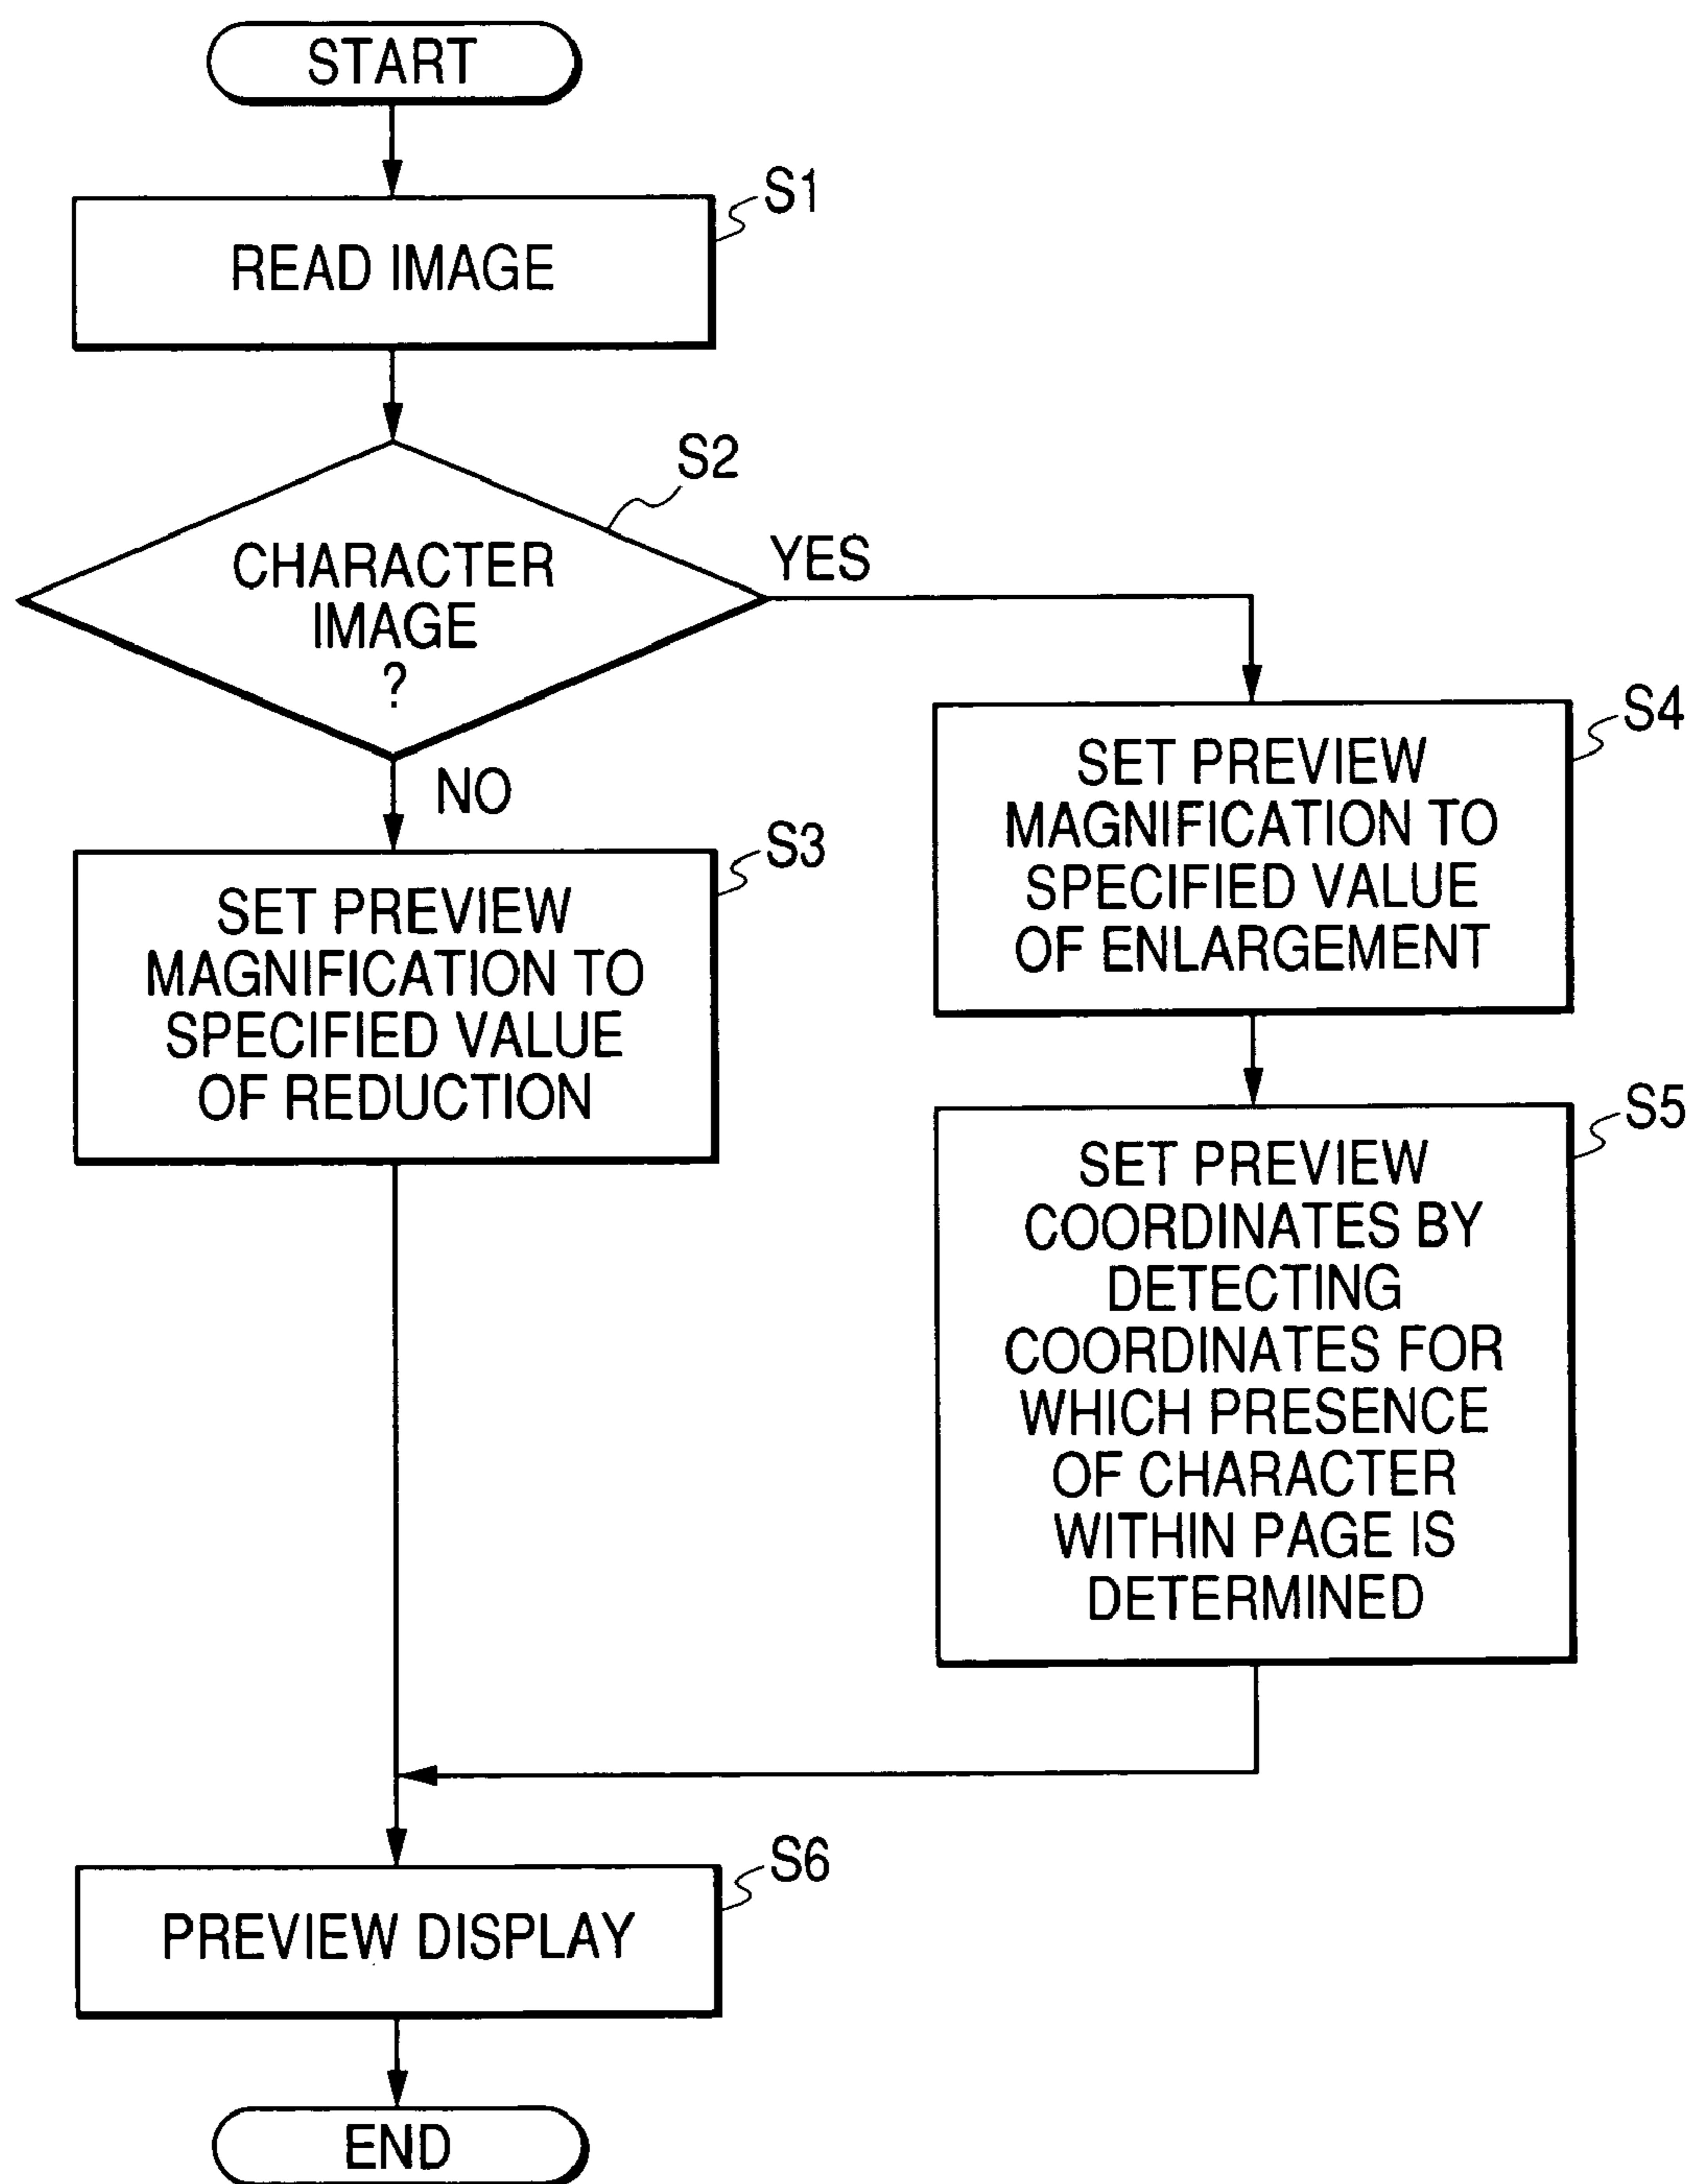 START
S1
READ IMAGE
S2
CHARACTER
IMAGE
?
YES
NO
S4
SET PREVIEW
MAGNIFICATION TO
SPECIFIED VALUE
OF ENLARGEMENT
S3
SET PREVIEW
MAGNIFICATION TO
SPECIFIED VALUE
OF REDUCTION
S5
SET PREVIEW
COORDINATES BY
DETECTING
COORDINATES FOR
WHICH PRESENCE
OF CHARACTER
WITHIN PAGE IS
DETERMINED
S6
PREVIEW DISPLAY
END